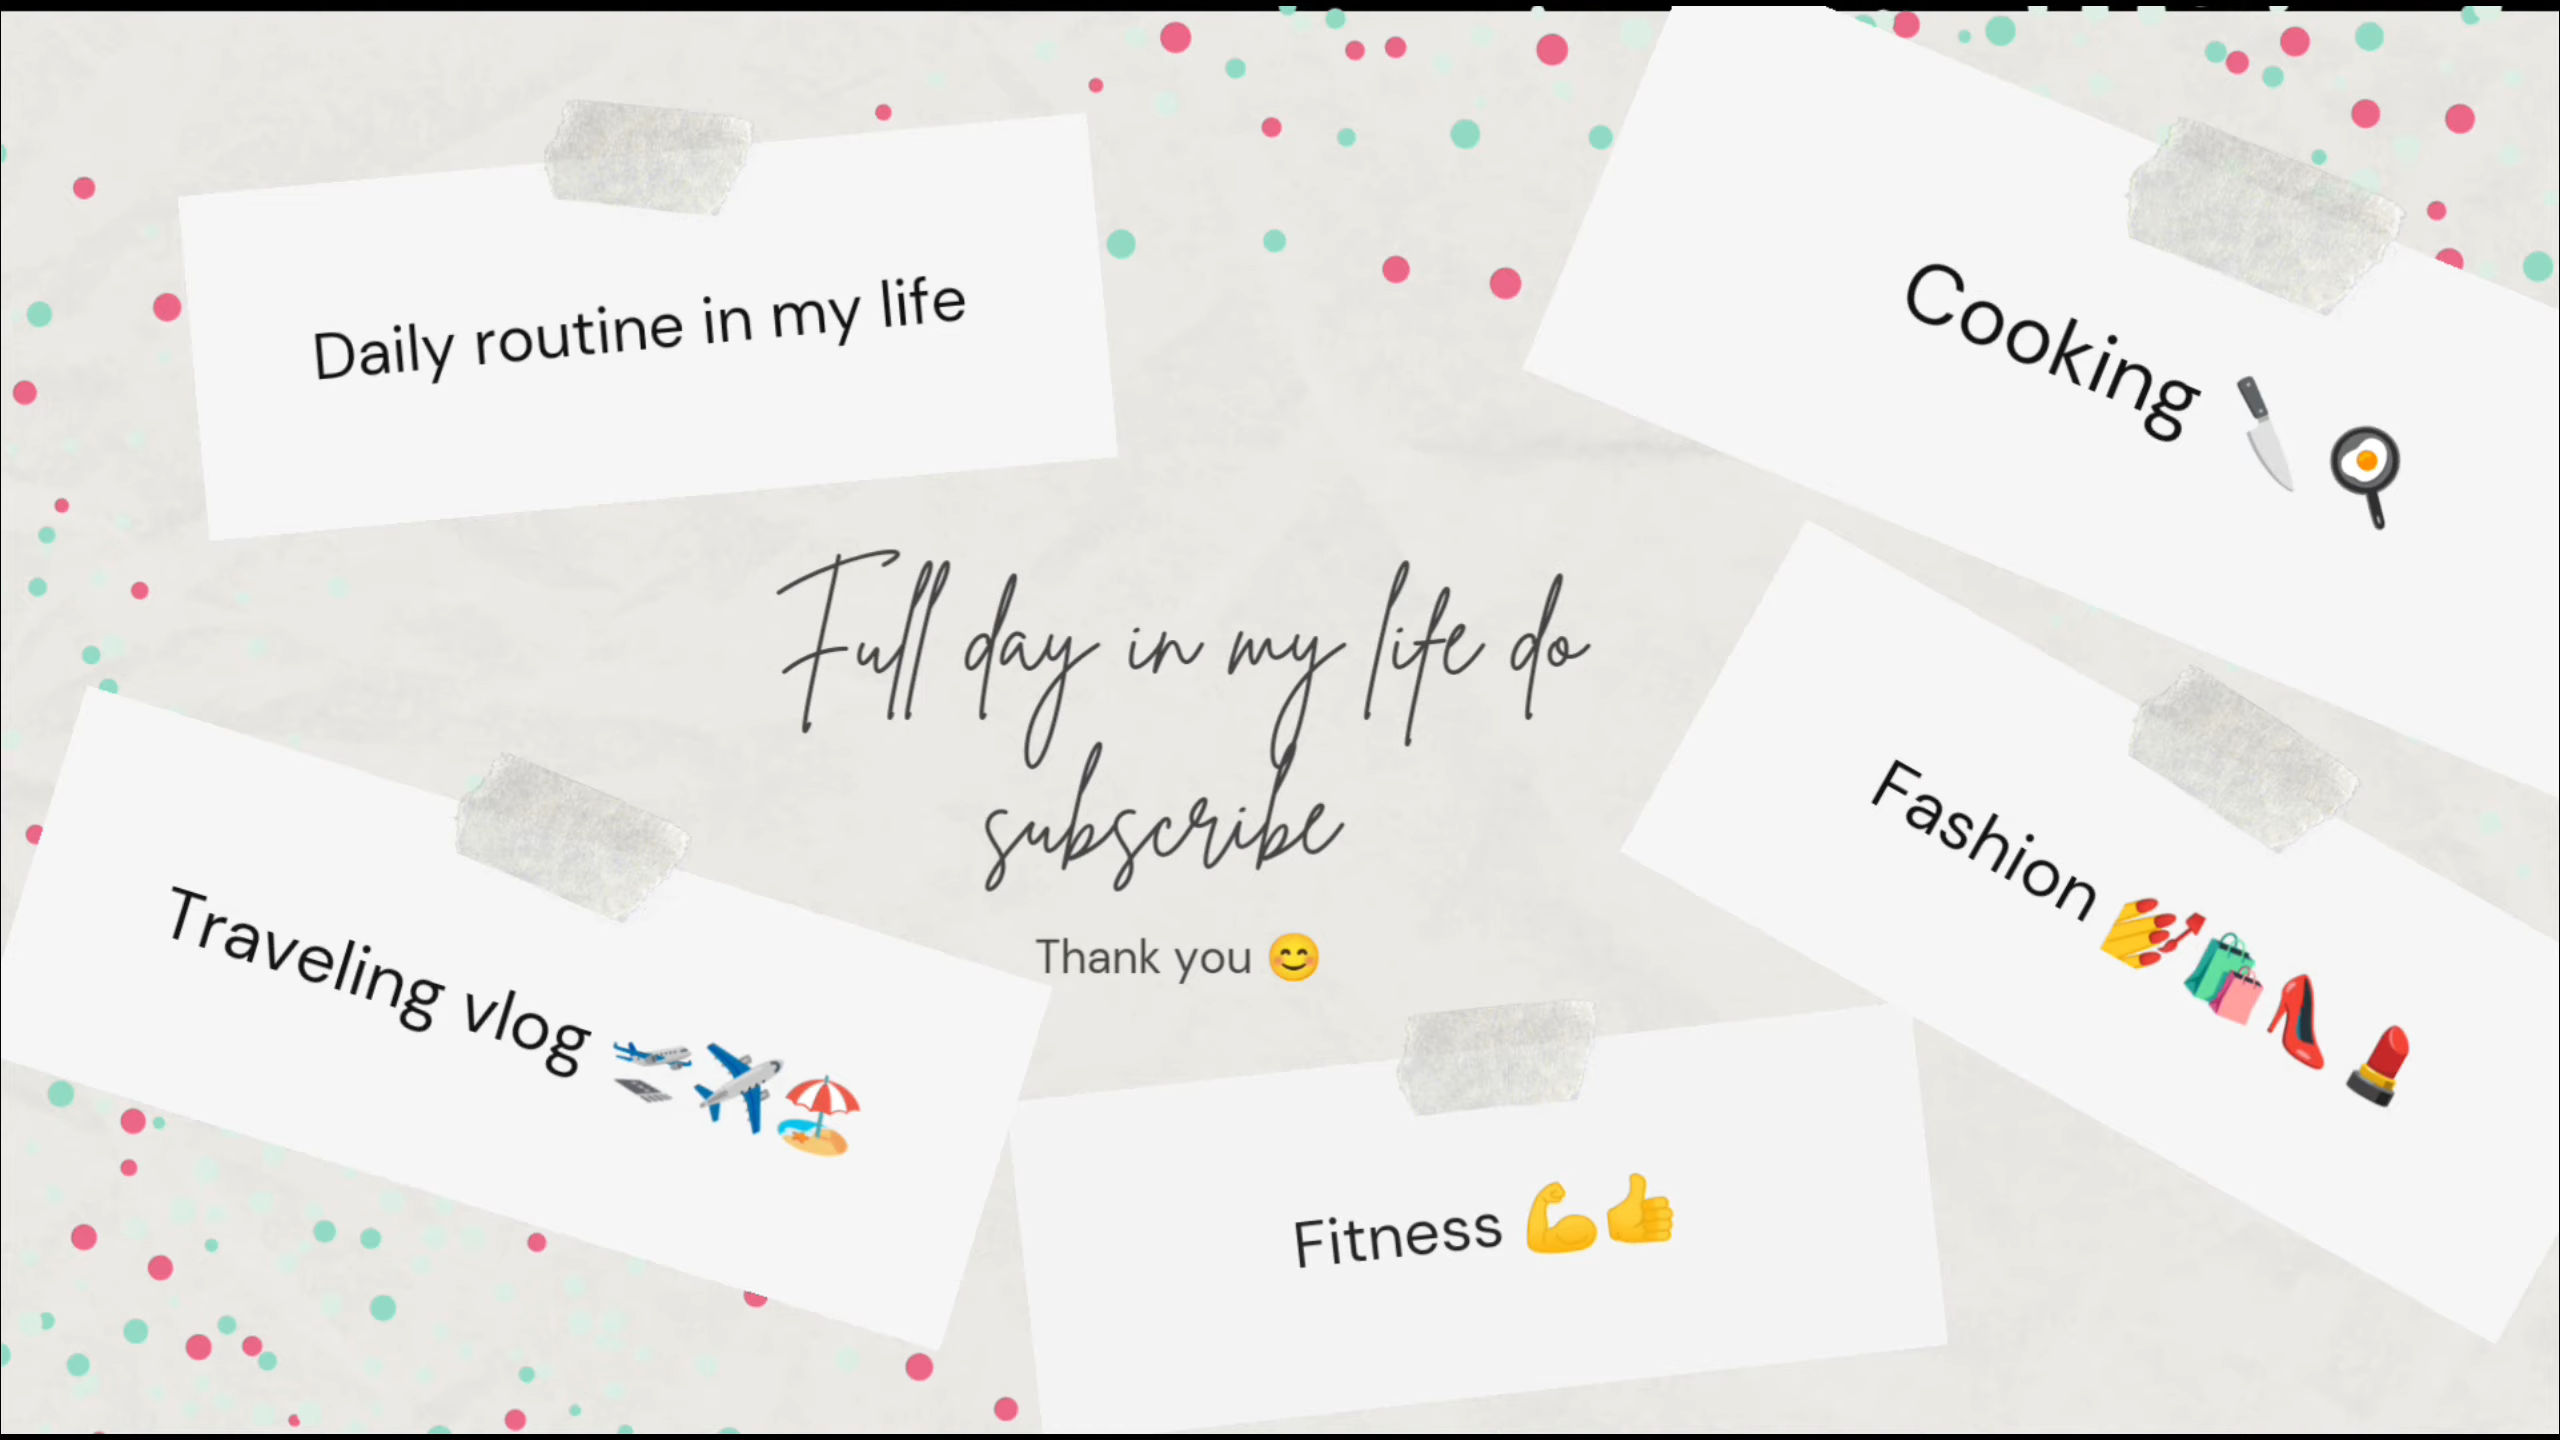 Daily routine in my life
Cooking 🔪 🍳
Full day in my life do
subscribe
Thank you 😊
Fashion 💅🛍️👠💄
Traveling vlog 🛬✈️🏖️
Fitness 💪👍